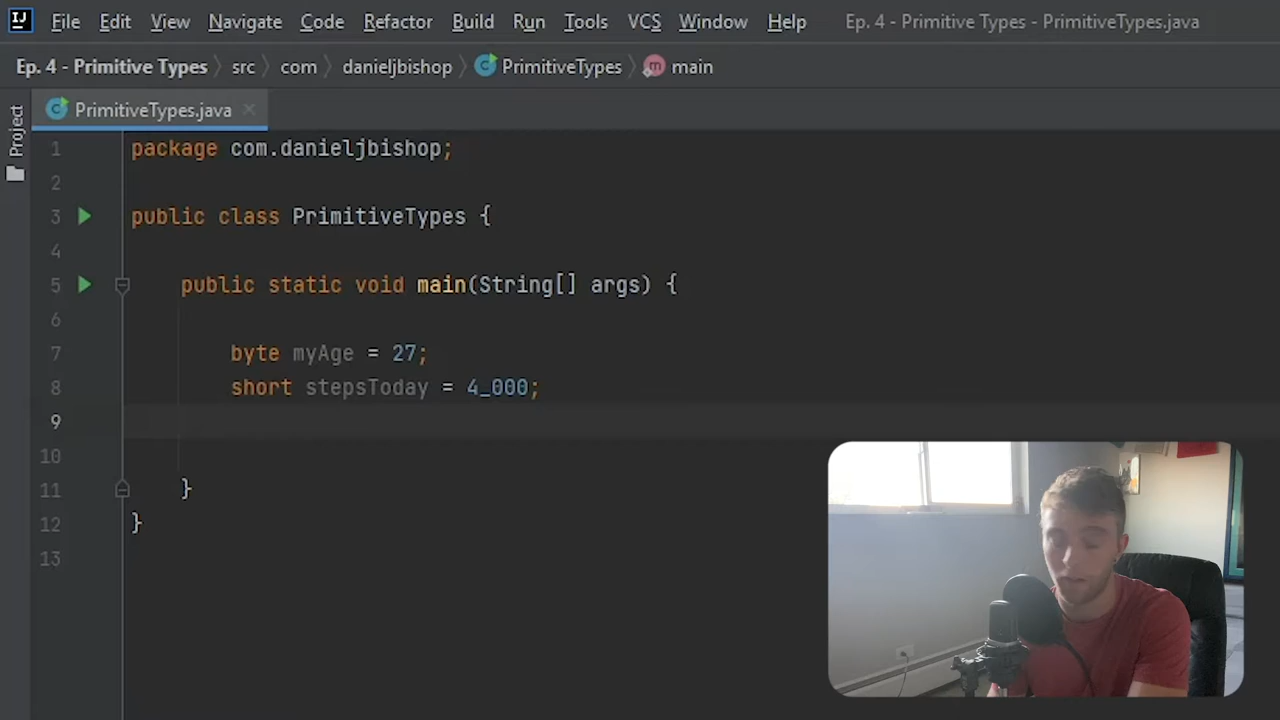 IJ File Edit View Navigate Code Refactor Build Run Tools VCS Window Help Ep. 4 - Primitive Types - PrimitiveTypes.java
Ep. 4 - Primitive Types src com danieljbishop C PrimitiveTypes m main
Project
C PrimitiveTypes.java
1 package com.danieljbishop;
2
3 public class PrimitiveTypes {
4
5 public static void main(String[] args) {
6
7 byte myAge = 27;
8 short stepsToday = 4_000;
9
10
11 }
12 }
13